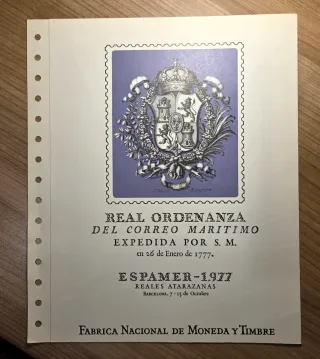 REAL ORDENANZA
DEL CORREO MARITIMO
EXPEDIDA POR S. M.
en 26 de Enero de 1777.
ESPAMER-1977
REALES ATARAZANAS
BARCELONA, 7-13 de Octubre
FABRICA NACIONAL DE MONEDA Y TIMBRE